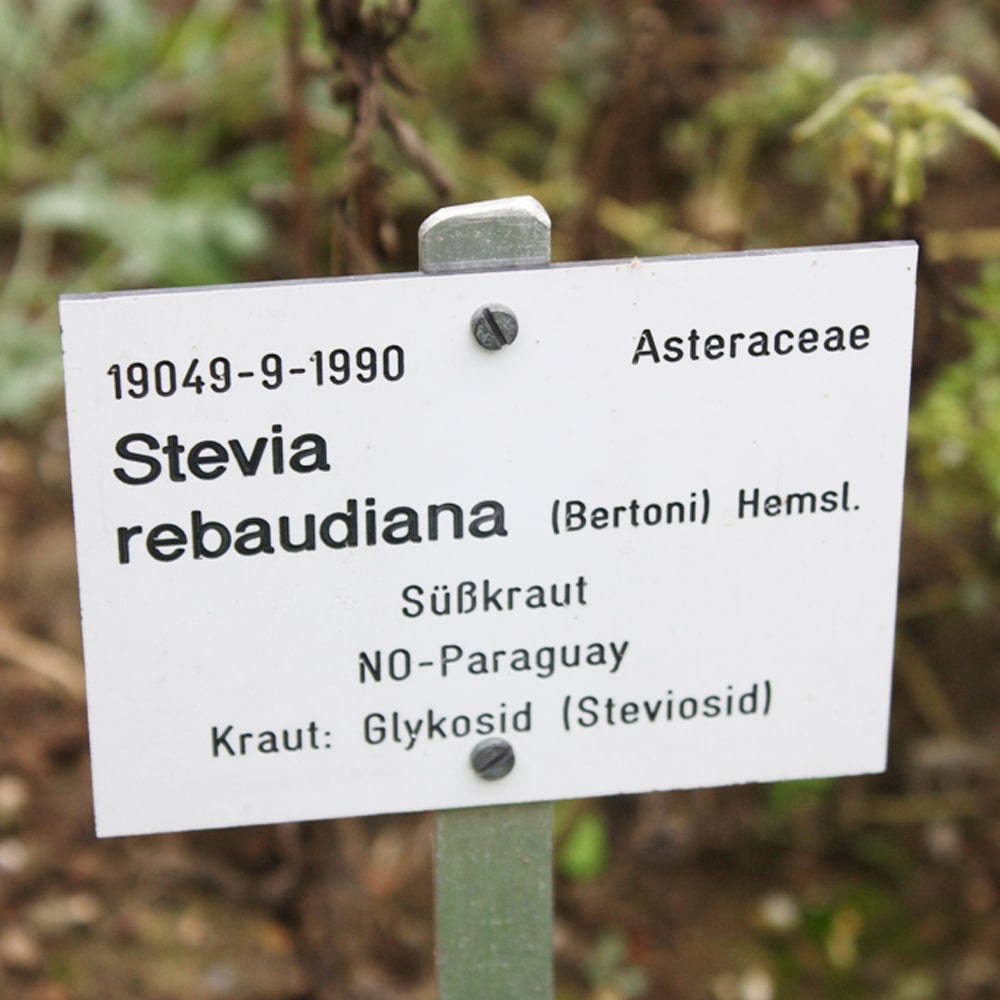 19049-9-1990 Asteraceae
Stevia
rebaudiana (Bertoni) Hemsl.
Süßkraut
NO-Paraguay
Kraut: Glykosid (Steviosid)